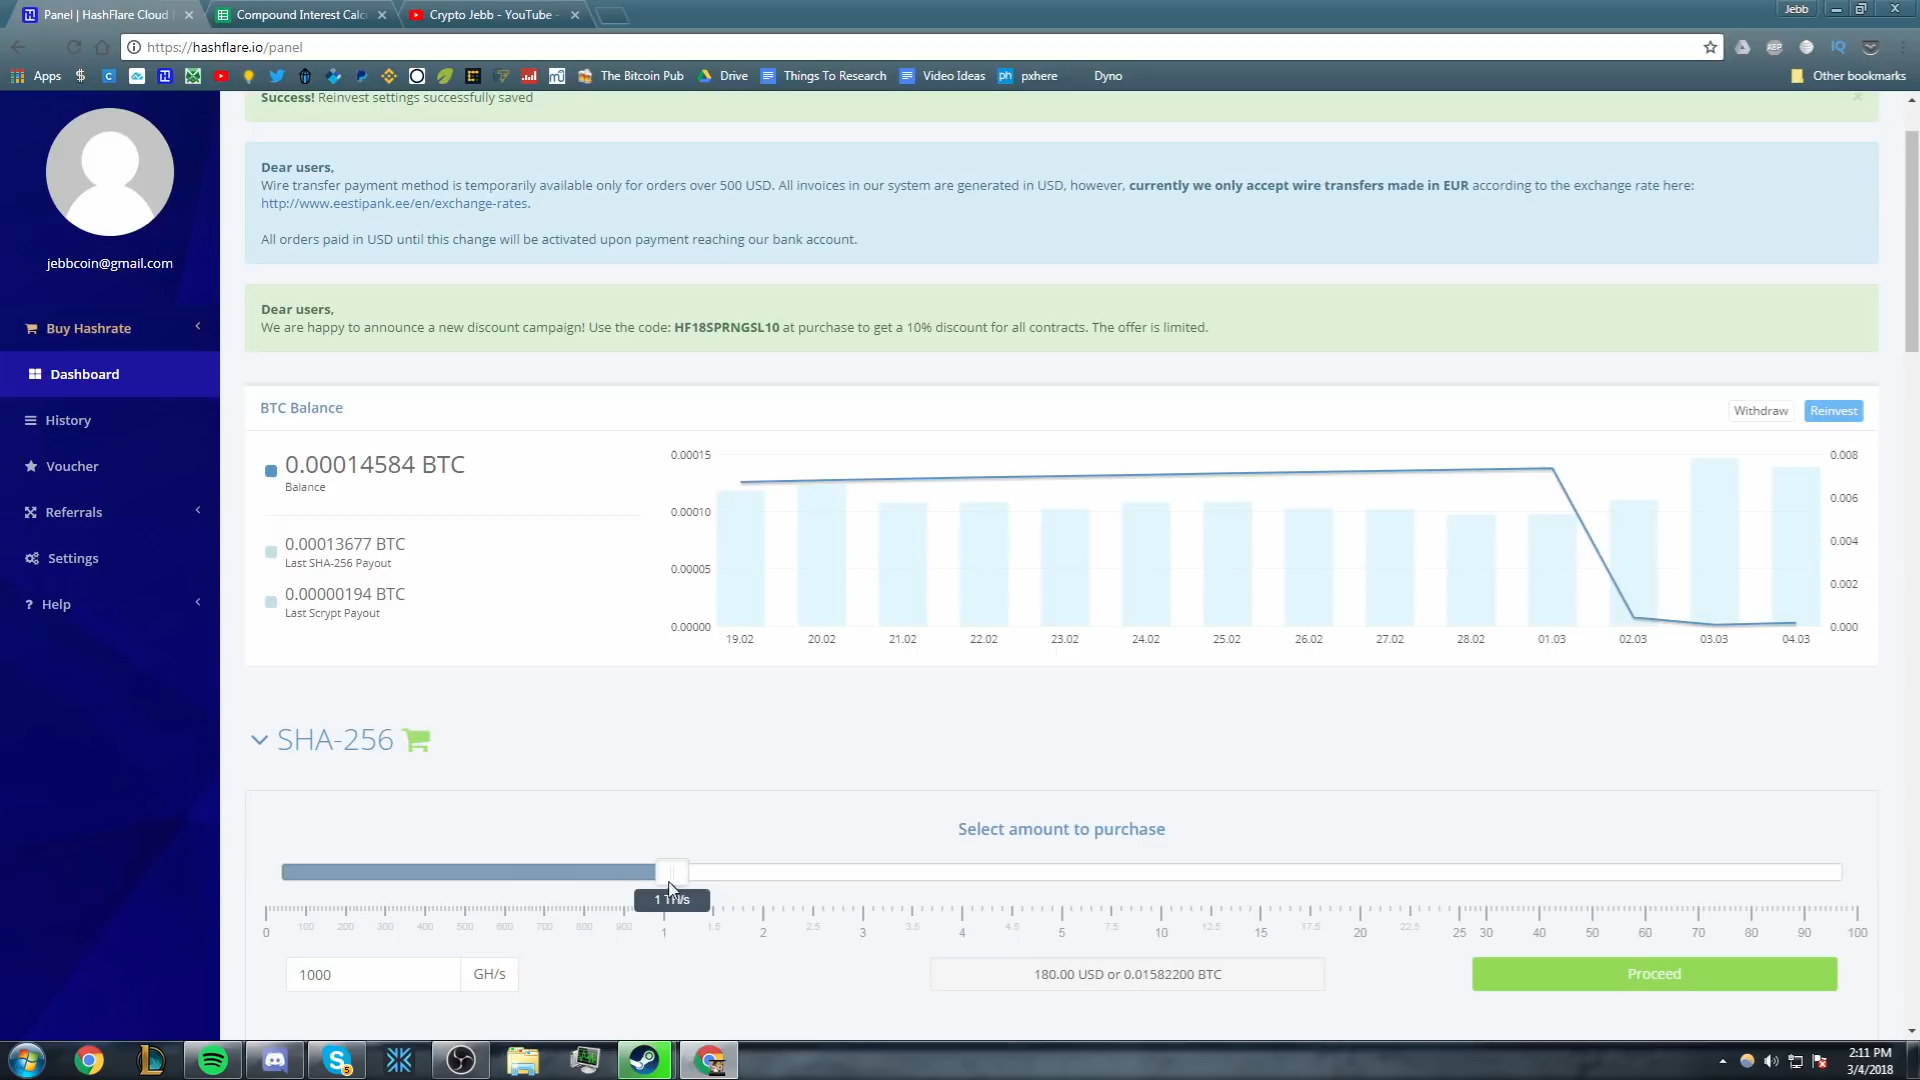 Panel | HashFlare Cloud
Compound Interest Calc
Crypto Jebb - YouTube
Jebb
https://hashflare.io/panel
Apps
The Bitcoin Pub
Drive
Things To Research
Video Ideas
pxhere
Dyno
Other bookmarks
jebbcoin@gmail.com
Buy Hashrate
Dashboard
History
Voucher
Referrals
Settings
Help
Success! Reinvest settings successfully saved
Dear users,
Wire transfer payment method is temporarily available only for orders over 500 USD. All invoices in our system are generated in USD, however, currently we only accept wire transfers made in EUR according to the exchange rate here:
http://www.eestipank.ee/en/exchange-rates.
All orders paid in USD until this change will be activated upon payment reaching our bank account.
Dear users,
We are happy to announce a new discount campaign! Use the code: HF18SPRNGSL10 at purchase to get a 10% discount for all contracts. The offer is limited.
BTC Balance
Withdraw
Reinvest
0.00014584 BTC
Balance
0.00013677 BTC
Last SHA-256 Payout
0.00000194 BTC
Last Scrypt Payout
0.00015
0.00010
0.00005
0.00000
0.008
0.006
0.004
0.002
0.000
19.02 20.02 21.02 22.02 23.02 24.02 25.02 26.02 27.02 28.02 01.03 02.03 03.03 04.03
SHA-256
Select amount to purchase
1 TH/s
100 200 300 400 500 600 700 800 900 1.5 2.5 3.5 4.5 7.5 12.5 17.5 22.5
0 1 2 3 4 5 10 15 20 25 30 40 50 60 70 80 90 100
1000 GH/s
180.00 USD or 0.01582200 BTC
Proceed
2:11 PM
3/4/2018